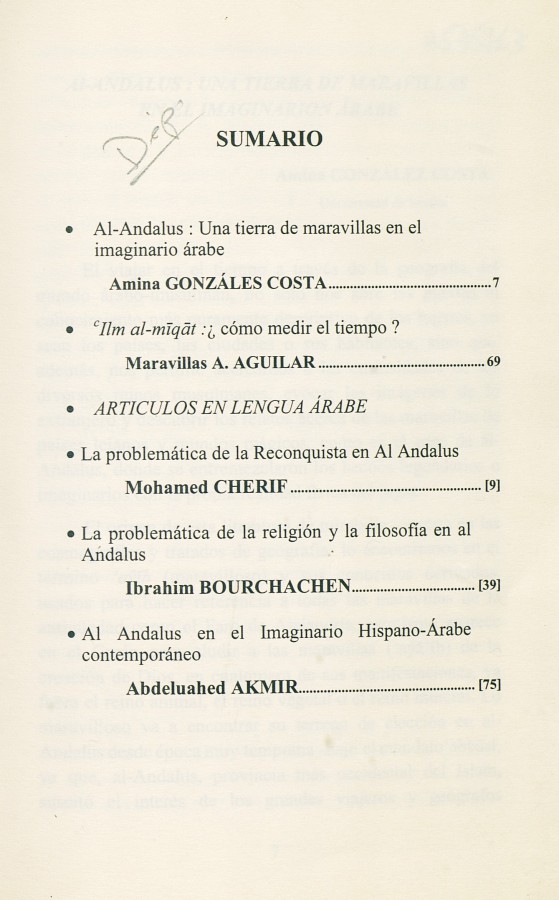 SUMARIO
• Al-Andalus : Una tierra de maravillas en el
imaginario árabe
Amina GONZÁLES COSTA................................................7
• ᶜIlm al-mīqāt :¿ cómo medir el tiempo ?
Maravillas A. AGUILAR................................................69
• ARTICULOS EN LENGUA ÁRABE
• La problemática de la Reconquista en Al Andalus
Mohamed CHERIF................................................[9]
• La problemática de la religión y la filosofía en al
Andalus
Ibrahim BOURCHACHEN................................[39]
• Al Andalus en el Imaginario Hispano-Árabe
contemporáneo
Abdeluahed AKMIR................................................[75]